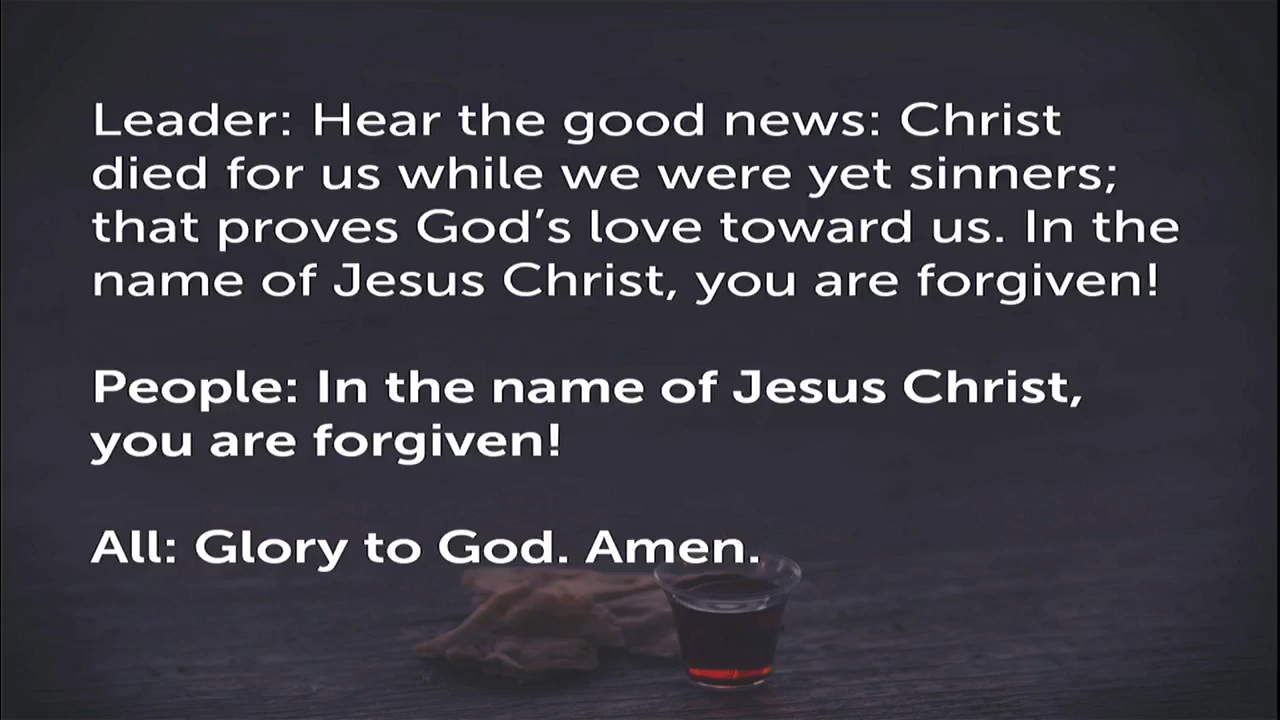 Leader: Hear the good news: Christ
died for us while we were yet sinners;
that proves God’s love toward us. In the
name of Jesus Christ, you are forgiven!
People: In the name of Jesus Christ,
you are forgiven!
All: Glory to God. Amen.